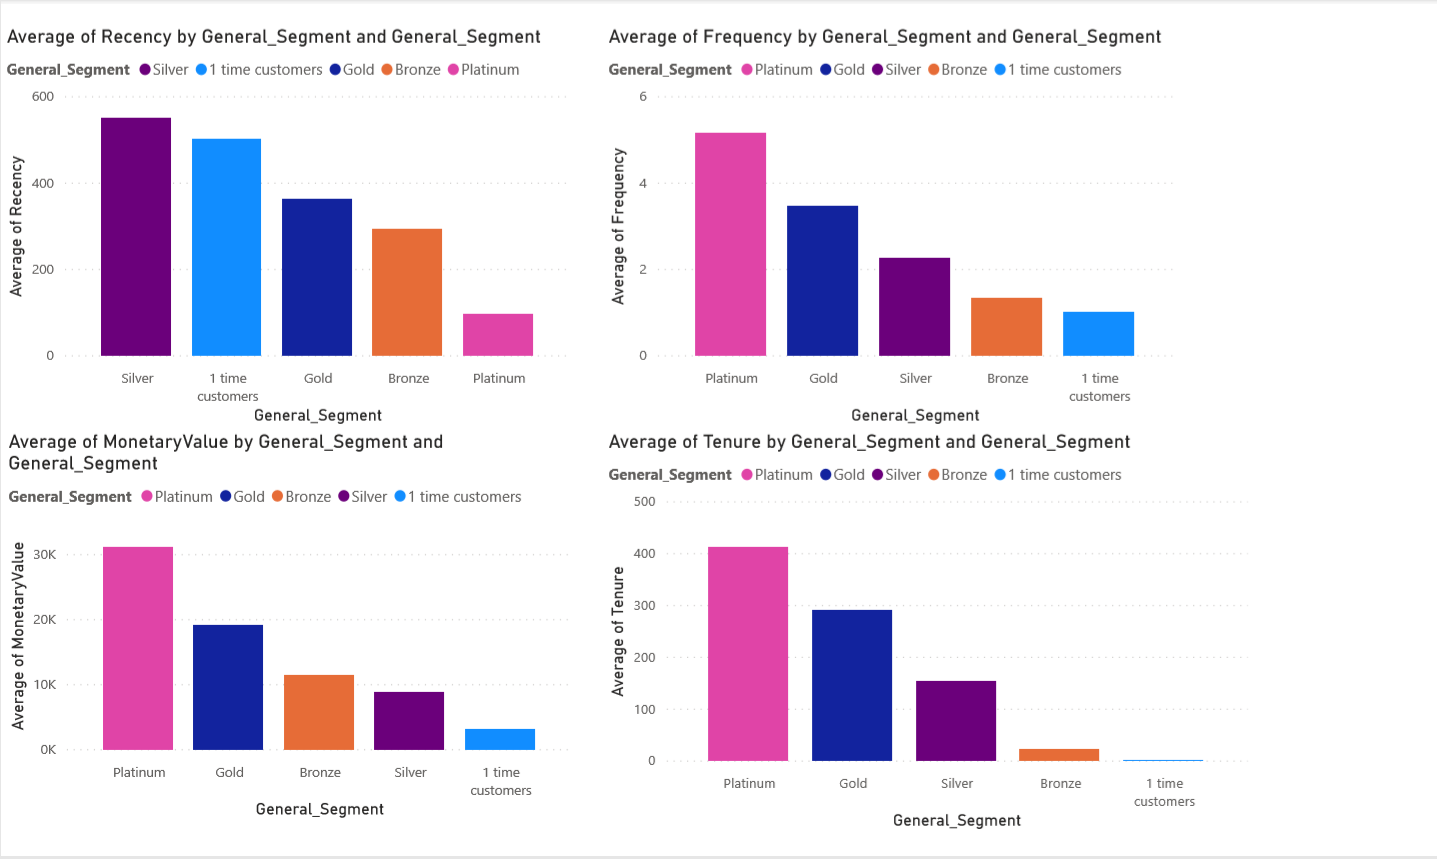 Average of Recency by General_Segment and General_Segment
General_Segment Silver 1 time customers Gold Bronze Platinum
600
400
200
0
Average of Recency
Silver
1 time
customers
Gold
Bronze
Platinum
General_Segment
Average of Frequency by General_Segment and General_Segment
General_Segment Platinum Gold Silver Bronze 1 time customers
6
4
2
0
Average of Frequency
Platinum
Gold
Silver
Bronze
1 time
customers
General_Segment
Average of MonetaryValue by General_Segment and
General_Segment
General_Segment Platinum Gold Bronze Silver 1 time customers
30K
20K
10K
0K
Average of MonetaryValue
Platinum
Gold
Bronze
Silver
1 time
customers
General_Segment
Average of Tenure by General_Segment and General_Segment
General_Segment Platinum Gold Silver Bronze 1 time customers
500
400
300
200
100
0
Average of Tenure
Platinum
Gold
Silver
Bronze
1 time
customers
General_Segment